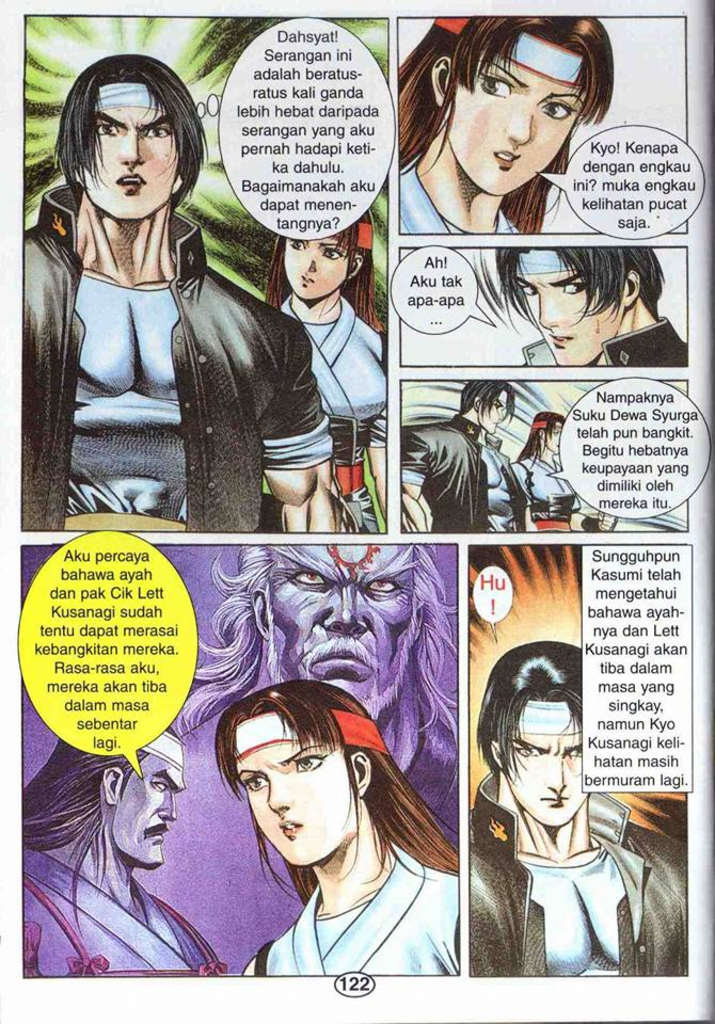 Dahsyat!
Serangan ini
adalah beratus-
ratus kali ganda
lebih hebat daripada
serangan yang aku
pernah hadapi keti-
ka dahulu.
Bagaimanakah aku
dapat menen-
tangnya?
Kyo! Kenapa
dengan engkau
ini? muka engkau
kelihatan pucat
saja.
Ah!
Aku tak
apa-apa
...
Nampaknya
Suku Dewa Syurga
telah pun bangkit.
Begitu hebatnya
keupayaan yang
dimiliki oleh
mereka itu.
Aku percaya
bahawa ayah
dan pak Cik Lett
Kusanagi sudah
tentu dapat merasai
kebangkitan mereka.
Rasa-rasa aku,
mereka akan tiba
dalam masa
sebentar
lagi.
Hu
!
Sungguhpun
Kasumi telah
mengetahui
bahawa ayah-
nya dan Lett
Kusanagi akan
tiba dalam
masa yang
singkay,
namun Kyo
Kusanagi keli-
hatan masih
bermuram lagi.
122